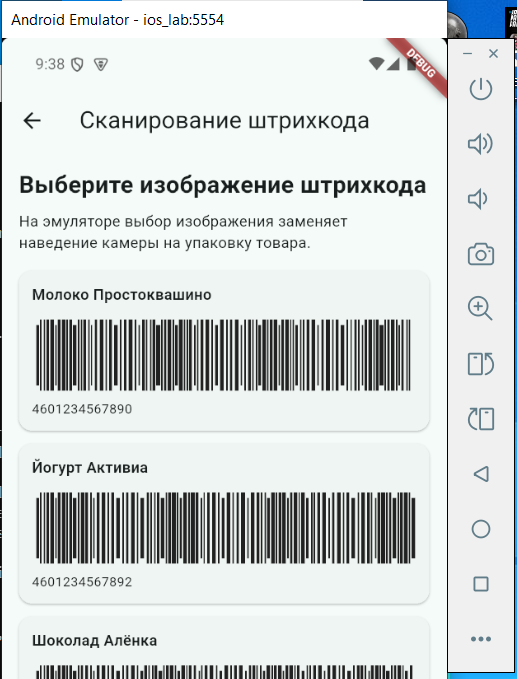 Android Emulator - ios_lab:5554
9:38
DEBUG
Сканирование штрихкода
Выберите изображение штрихкода
На эмуляторе выбор изображения заменяет
наведение камеры на упаковку товара.
Молоко Простоквашино
4601234567890
Йогурт Активиа
4601234567892
Шоколад Алёнка